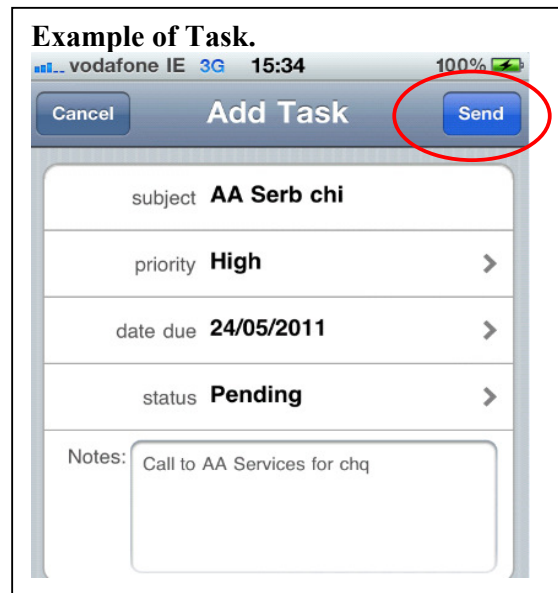 Example of Task.
vodafone IE 3G 15:34 100%
Cancel Add Task Send
subject AA Serb chi
priority High
date due 24/05/2011
status Pending
Notes: Call to AA Services for chq